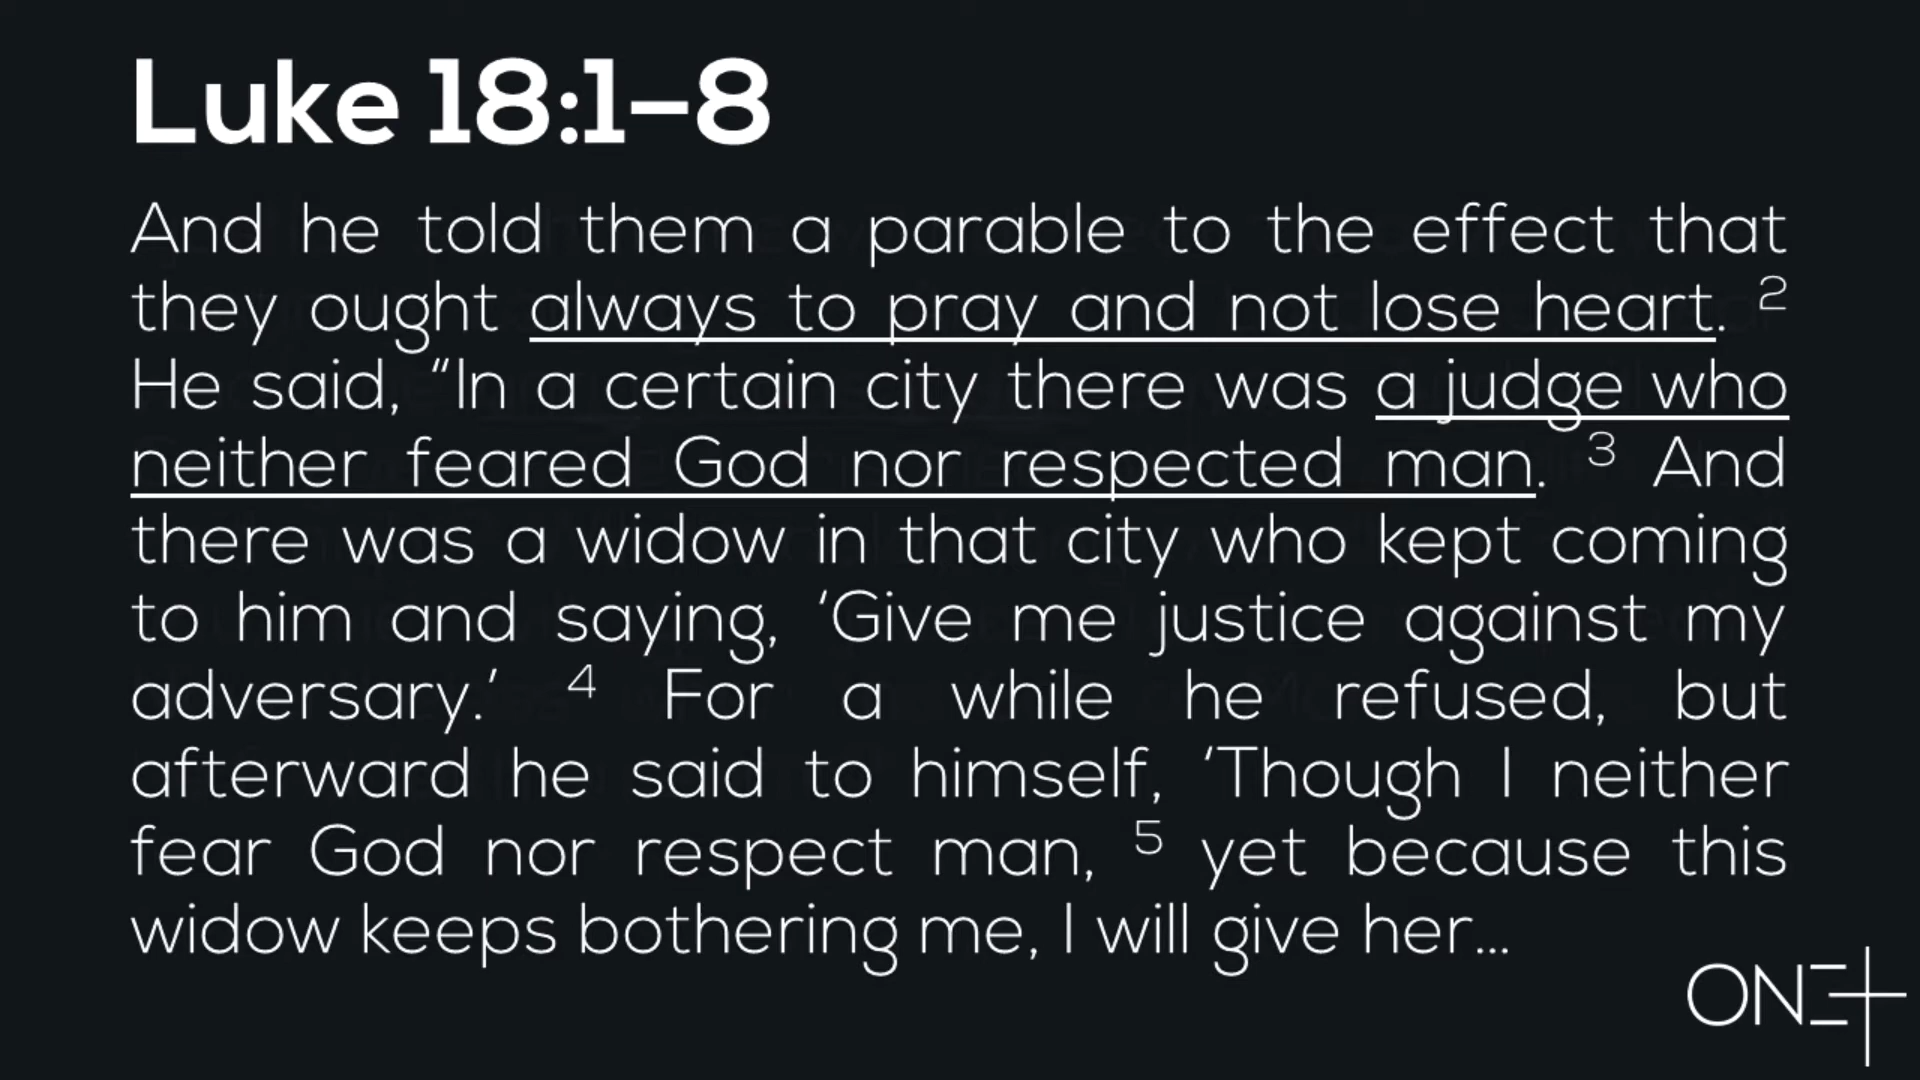 Luke 18:1–8
And he told them a parable to the effect that
they ought always to pray and not lose heart. 2
He said, “In a certain city there was a judge who
neither feared God nor respected man. 3 And
there was a widow in that city who kept coming
to him and saying, ‘Give me justice against my
adversary.’ 4 For a while he refused, but
afterward he said to himself, ‘Though I neither
fear God nor respect man, 5 yet because this
widow keeps bothering me, I will give her...
ONE